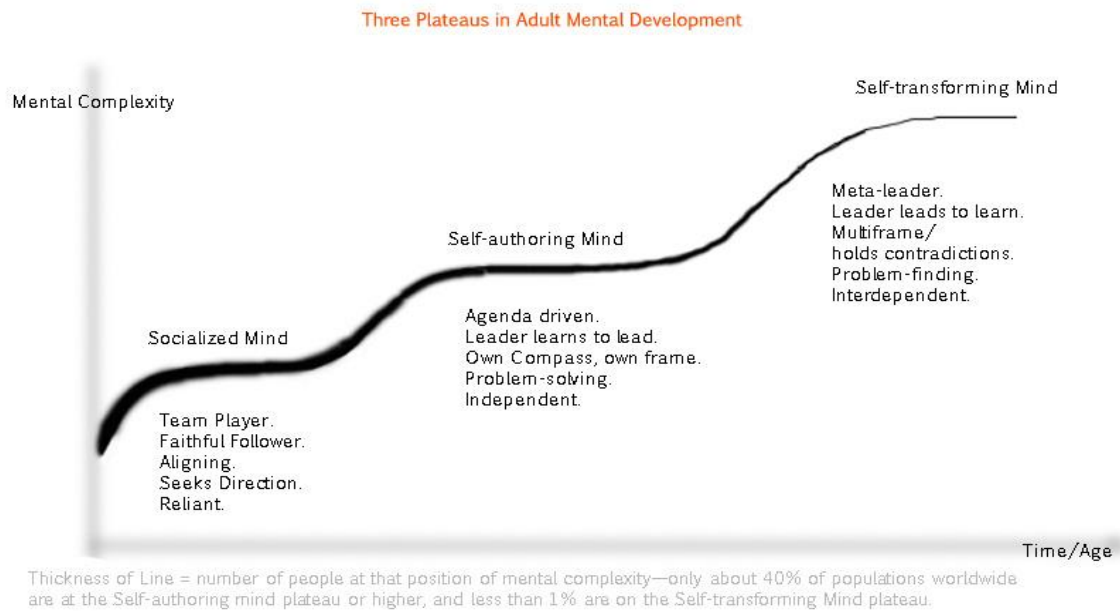 Three Plateaus in Adult Mental Development
Mental Complexity
Self-transforming Mind
Meta-leader.
Leader leads to learn.
Multiframe/
holds contradictions.
Problem-finding.
Interdependent.
Self-authoring Mind
Agenda driven.
Leader learns to lead.
Own Compass, own frame.
Problem-solving.
Independent.
Socialized Mind
Team Player.
Faithful Follower.
Aligning.
Seeks Direction.
Reliant.
Time/Age
Thickness of Line = number of people at that position of mental complexity—only about 40% of populations worldwide
are at the Self-authoring mind plateau or higher, and less than 1% are on the Self-transforming Mind plateau.